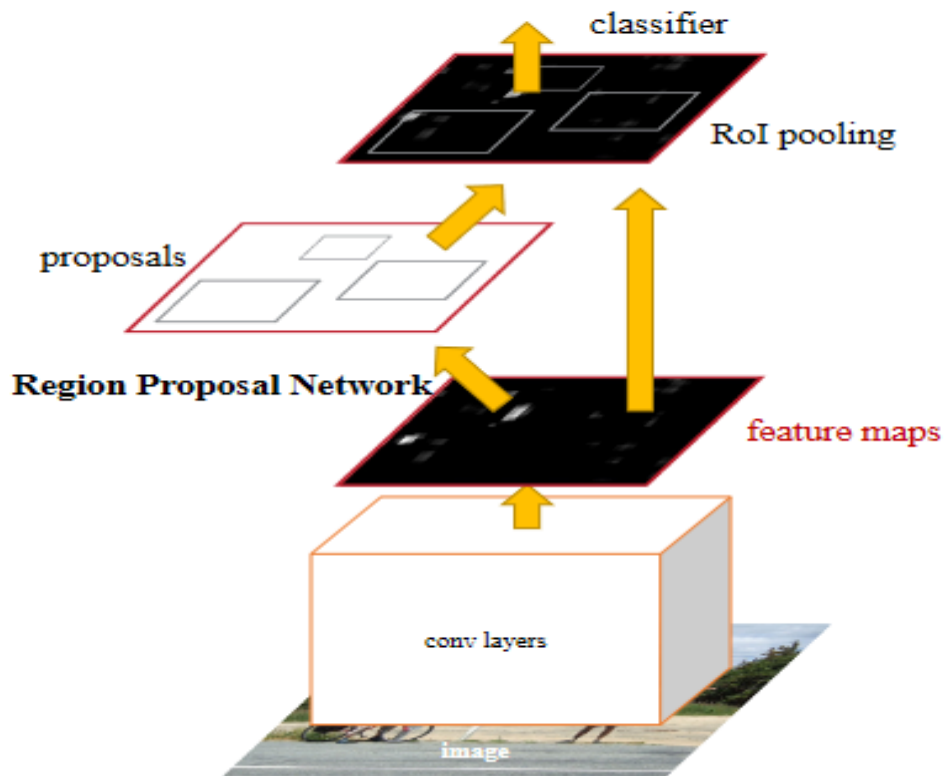 classifier
RoI pooling
proposals
Region Proposal Network
feature maps
conv layers
image